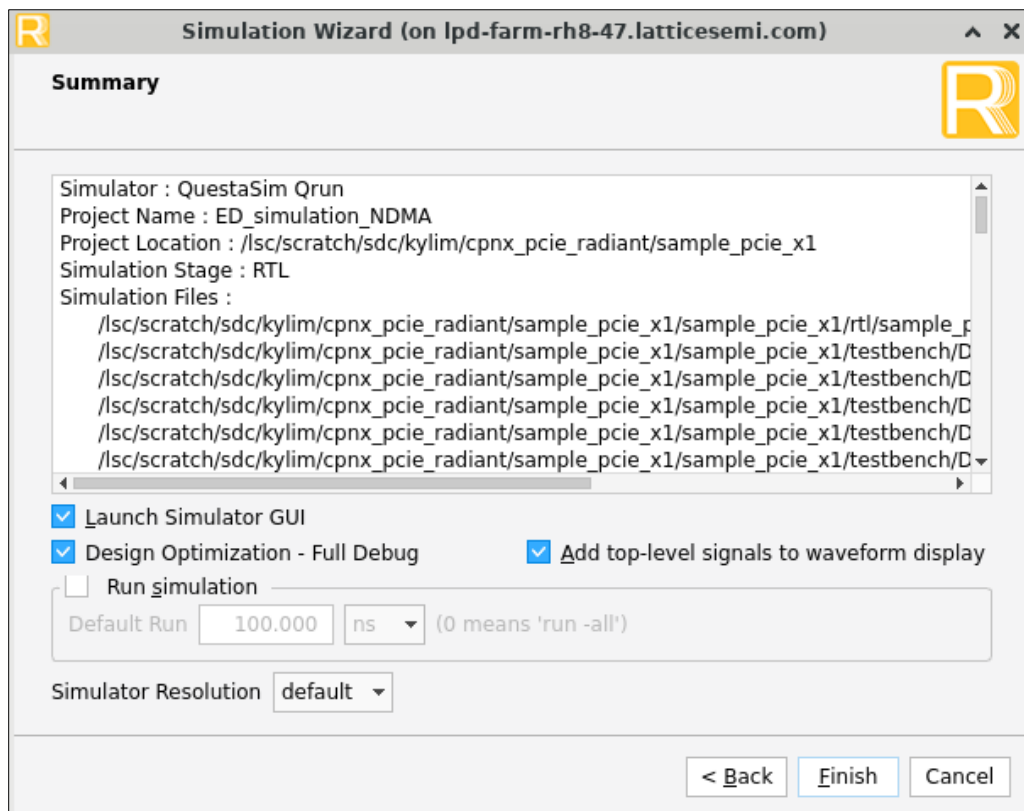 Simulation Wizard (on lpd-farm-rh8-47.latticesemi.com)
Summary
Simulator : QuestaSim Qrun
Project Name : ED_simulation_NDMA
Project Location : /lsc/scratch/sdc/kylim/cpnx_pcie_radiant/sample_pcie_x1
Simulation Stage : RTL
Simulation Files :
/lsc/scratch/sdc/kylim/cpnx_pcie_radiant/sample_pcie_x1/sample_pcie_x1/rtl/sample_p
/lsc/scratch/sdc/kylim/cpnx_pcie_radiant/sample_pcie_x1/sample_pcie_x1/testbench/D
/lsc/scratch/sdc/kylim/cpnx_pcie_radiant/sample_pcie_x1/sample_pcie_x1/testbench/D
/lsc/scratch/sdc/kylim/cpnx_pcie_radiant/sample_pcie_x1/sample_pcie_x1/testbench/D
/lsc/scratch/sdc/kylim/cpnx_pcie_radiant/sample_pcie_x1/sample_pcie_x1/testbench/D
/lsc/scratch/sdc/kylim/cpnx_pcie_radiant/sample_pcie_x1/sample_pcie_x1/testbench/D
Launch Simulator GUI
Design Optimization - Full Debug Add top-level signals to waveform display
Run simulation
Default Run 100.000 ns (0 means 'run -all')
Simulator Resolution default
< Back Finish Cancel